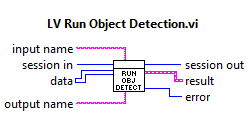 LV Run Object Detection.vi
input name
session in
data
output name
RUN
OBJ
DETECT
session out
result
error